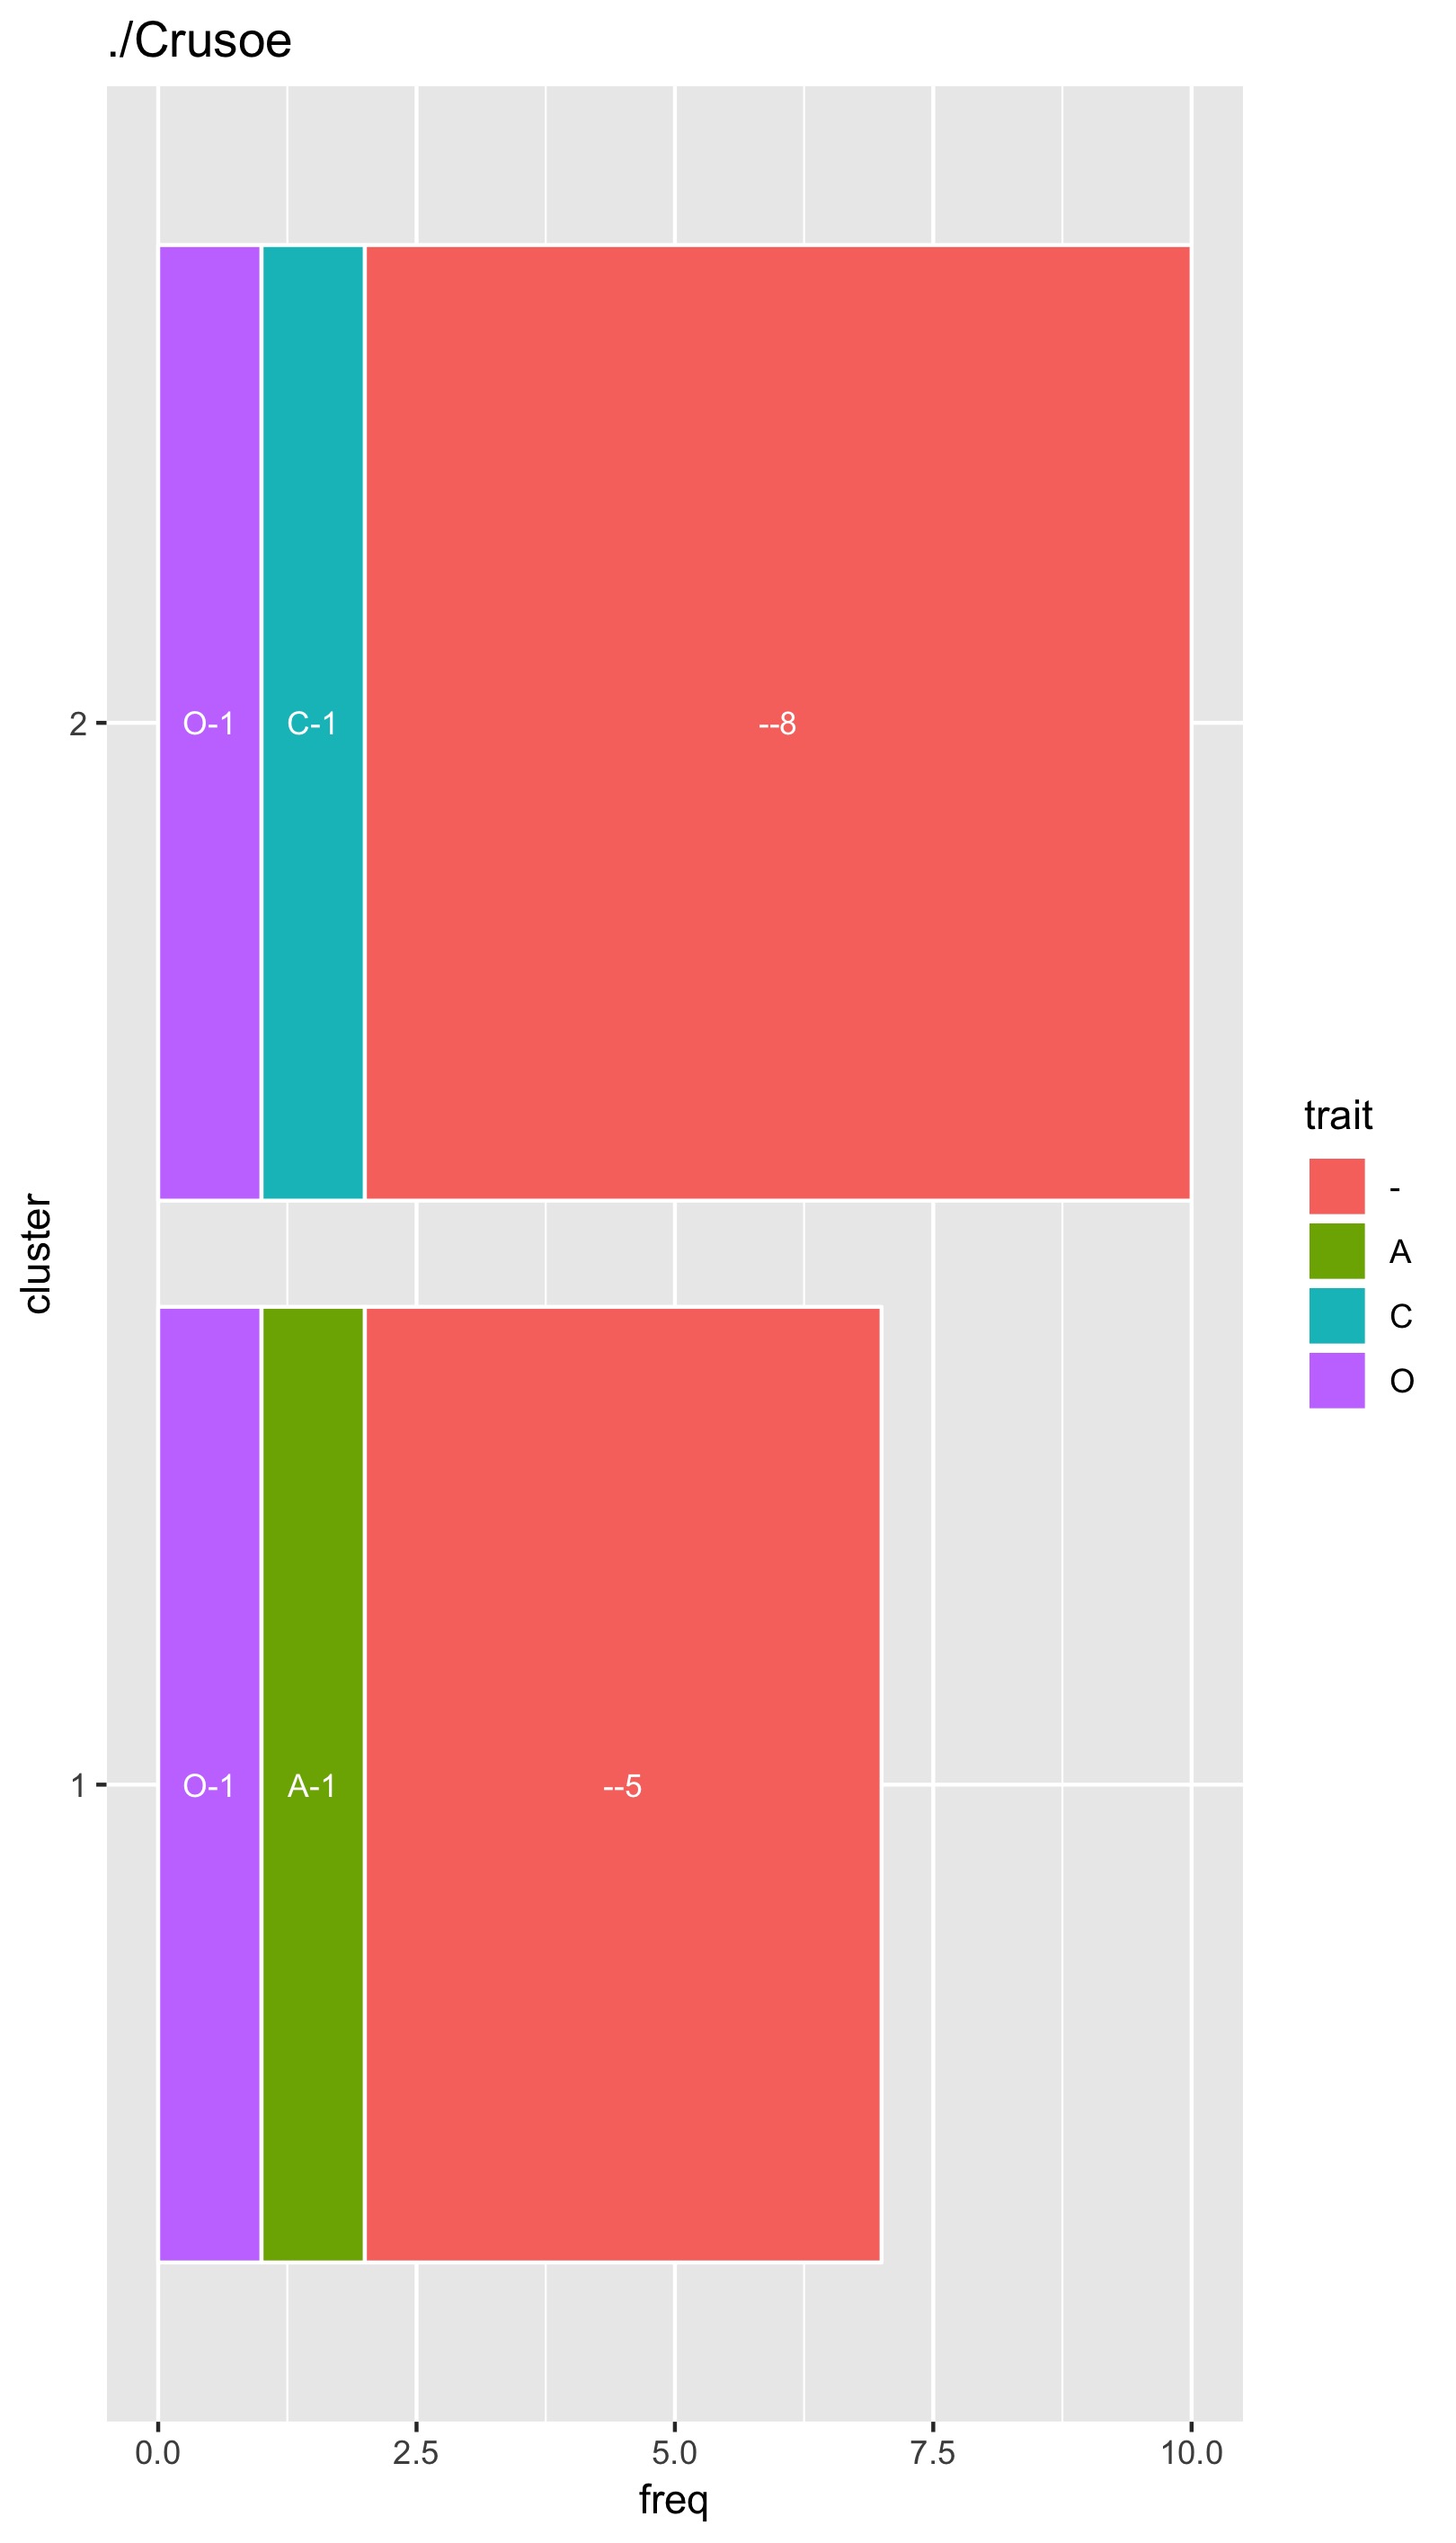 ./Crusoe
2
O-1
C-1
--8
cluster
trait
-
A
C
O
1
O-1
A-1
--5
0.0
2.5
5.0
7.5
10.0
freq